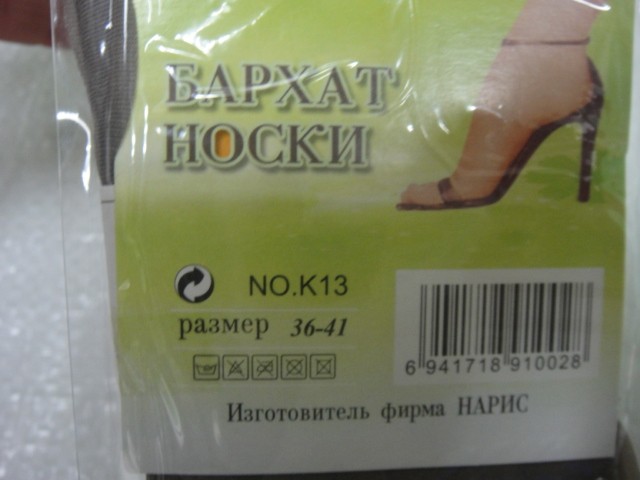 БАРХАТ
НОСКИ
NO.K13
размер 36-41
6 941718 910028
Изготовитель фирма НАРИС